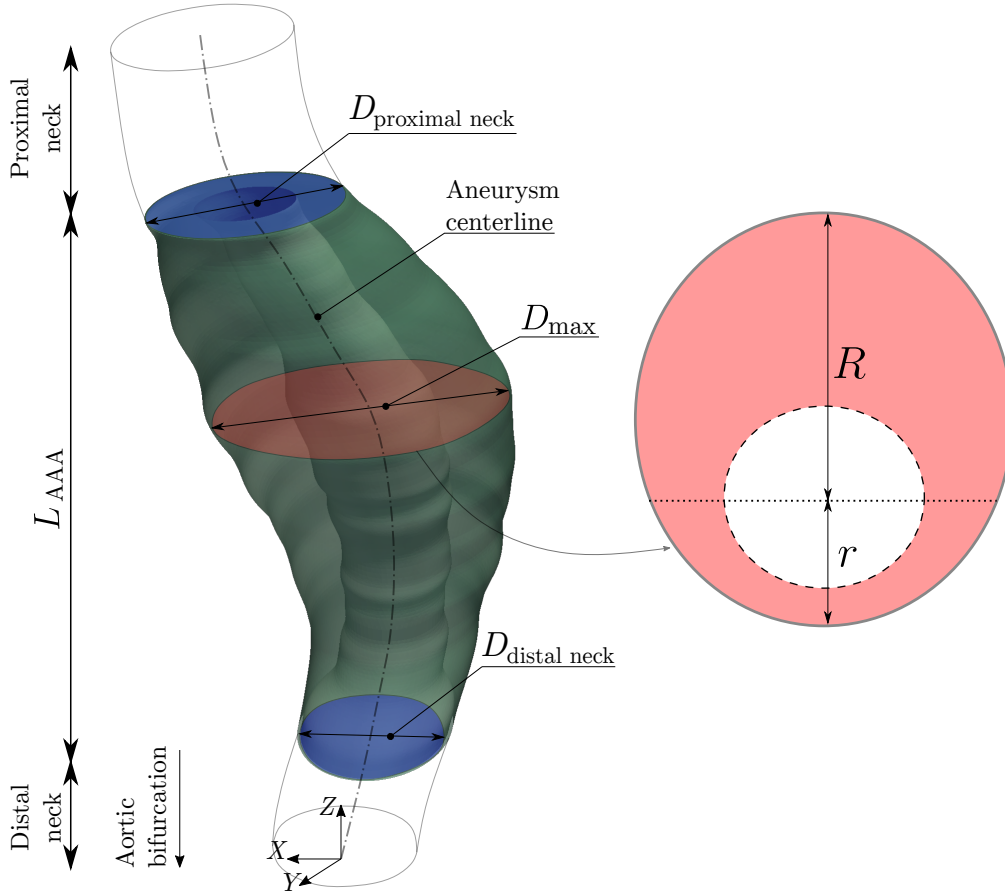 Proximal
neck
D_proximal neck
Aneurysm
centerline
D_max
R
L_AAA
r
D_distal neck
Distal
neck
Aortic
bifurcation
Z
X
Y